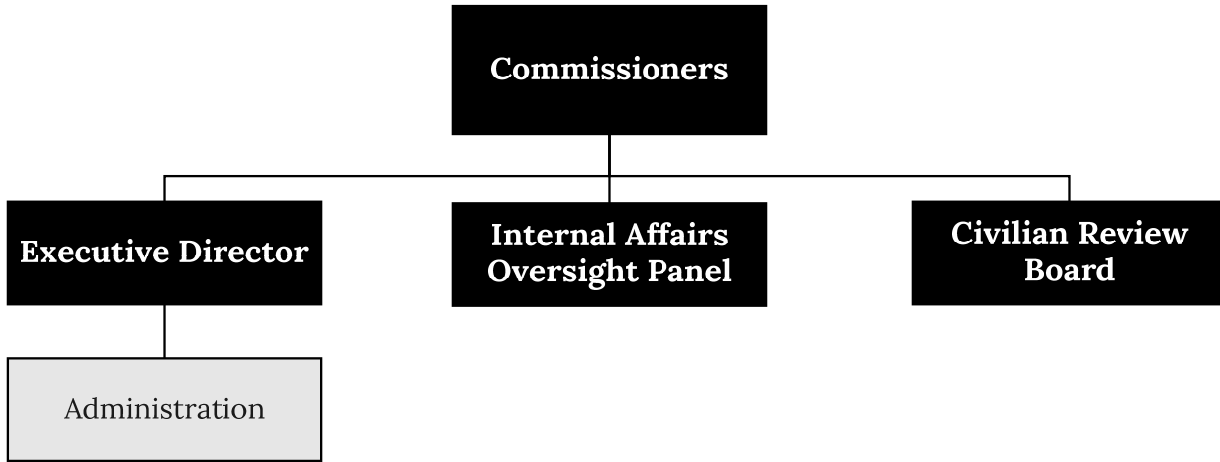 Commissioners
Executive Director
Internal Affairs
Oversight Panel
Civilian Review
Board
Administration